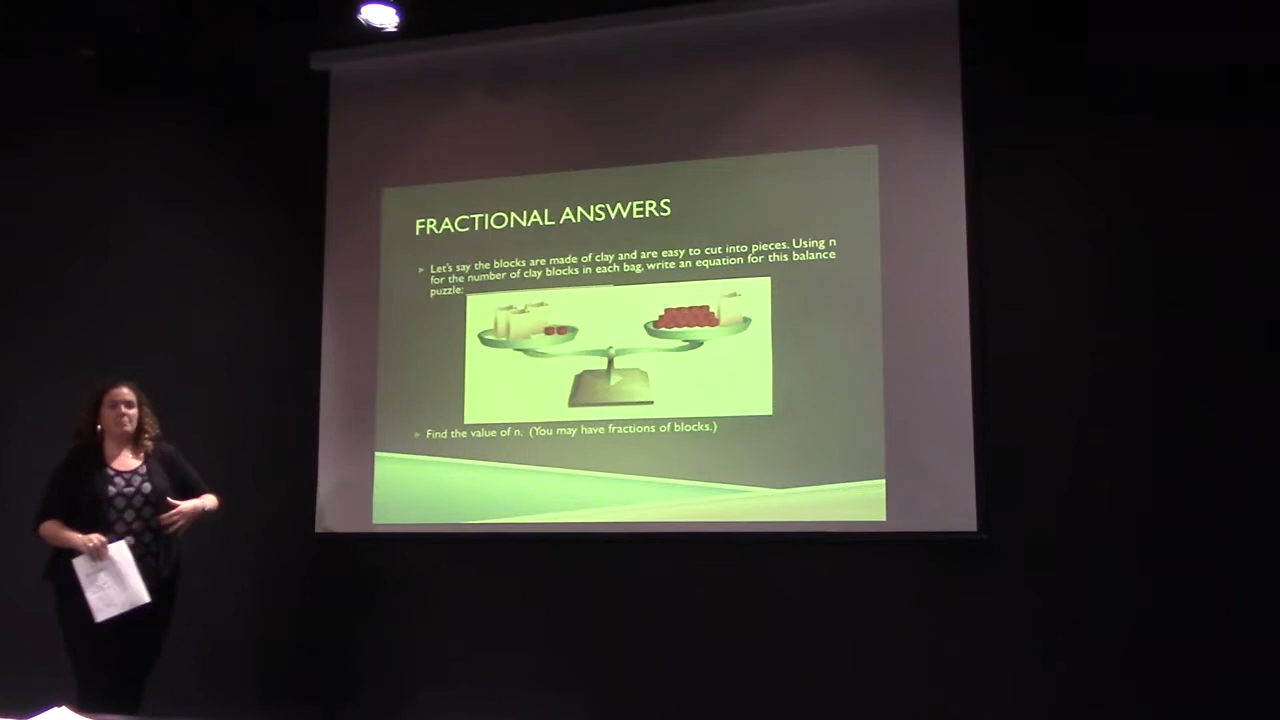 FRACTIONAL ANSWERS
Let's say the blocks are made of clay and are easy to cut into pieces. Using n
for the number of clay blocks in each bag, write an equation for this balance
puzzle:
Find the value of n. (You may have fractions of blocks.)